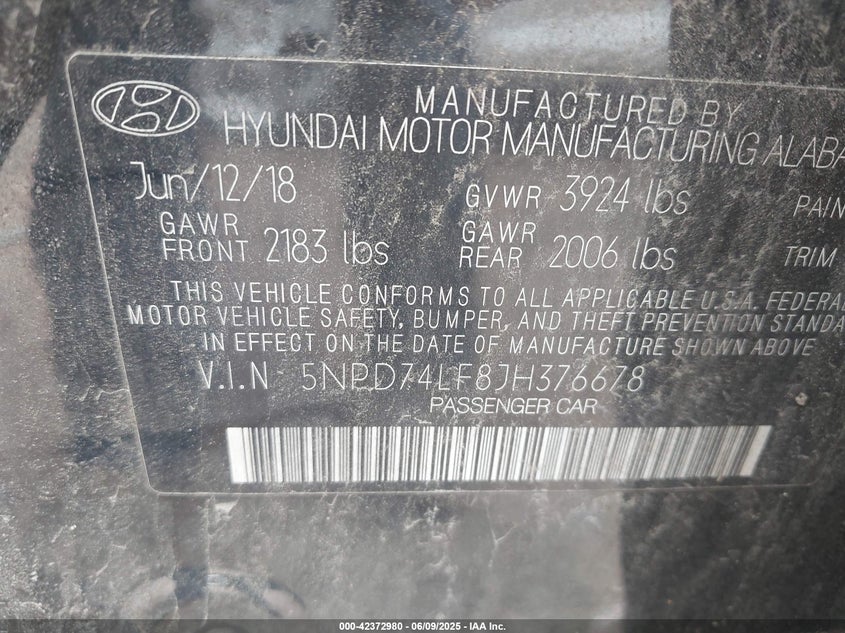 MANUFACTURED BY
HYUNDAI MOTOR MANUFACTURING ALABA
Jun/12/18 GVWR 3924 lbs PAIN
GAWR FRONT 2183 lbs GAWR REAR 2006 lbs TRIM
THIS VEHICLE CONFORMS TO ALL APPLICABLE U.S.A. FEDERAL
MOTOR VEHICLE SAFETY, BUMPER, AND THEFT PREVENTION STANDA
IN EFFECT ON THE DATE OF MANUFACTURE SHOWN ABOVE
V.I.N 5NPD74LF8JH376678
PASSENGER CAR
000-42372980 - 06/09/2025 - IAA Inc.